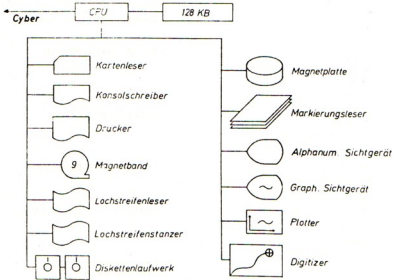 CPU
128 KB
Cyber
Kartenleser
Konsolschreiber
Drucker
9 Magnetband
Lochstreifenleser
Lochstreifenstanzer
Diskettenlaufwerk
Magnetplatte
Markierungsleser
Alphanum. Sichtgerät
Graph. Sichtgerät
Plotter
Digitizer